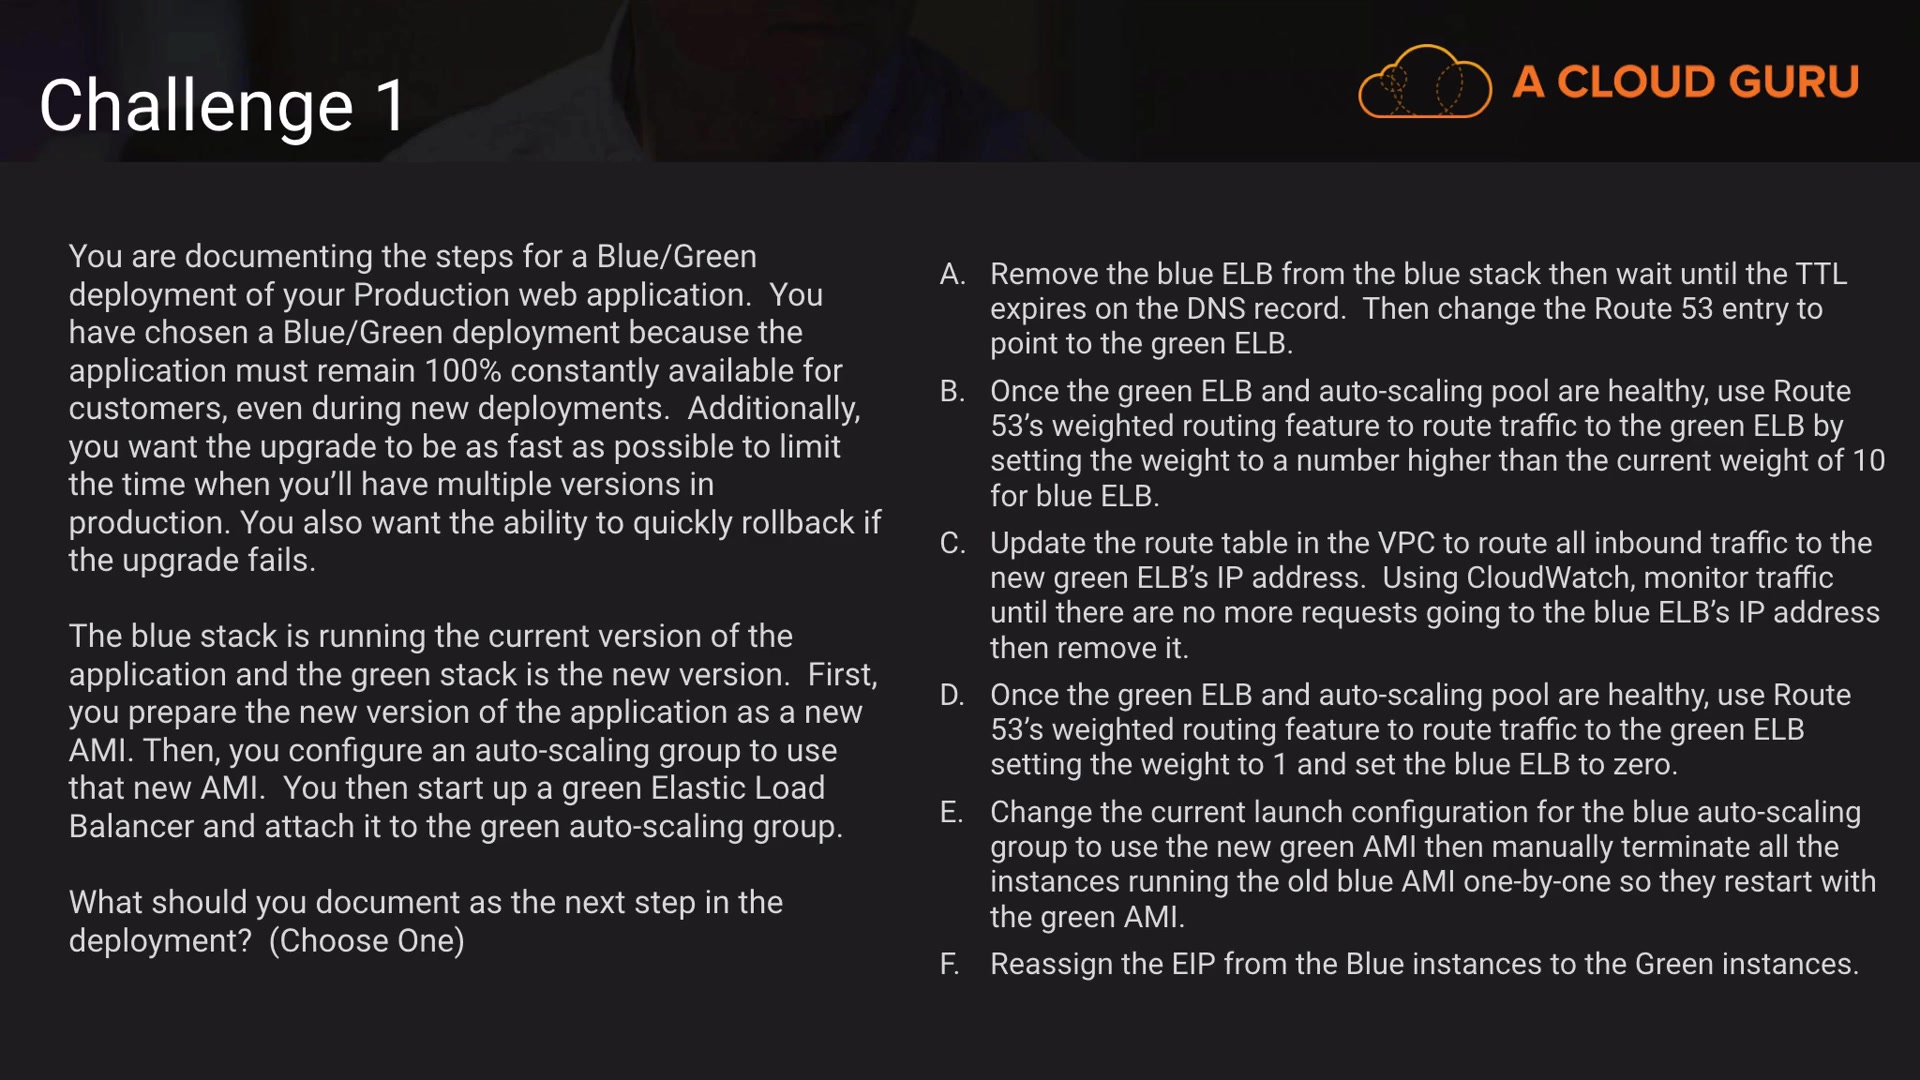 Challenge 1
A CLOUD GURU
You are documenting the steps for a Blue/Green
deployment of your Production web application.  You
have chosen a Blue/Green deployment because the
application must remain 100% constantly available for
customers, even during new deployments.  Additionally,
you want the upgrade to be as fast as possible to limit
the time when you’ll have multiple versions in
production. You also want the ability to quickly rollback if
the upgrade fails.
The blue stack is running the current version of the
application and the green stack is the new version.  First,
you prepare the new version of the application as a new
AMI. Then, you configure an auto-scaling group to use
that new AMI.  You then start up a green Elastic Load
Balancer and attach it to the green auto-scaling group.
What should you document as the next step in the
deployment?  (Choose One)
A. Remove the blue ELB from the blue stack then wait until the TTL
expires on the DNS record.  Then change the Route 53 entry to
point to the green ELB.
B. Once the green ELB and auto-scaling pool are healthy, use Route
53’s weighted routing feature to route traffic to the green ELB by
setting the weight to a number higher than the current weight of 10
for blue ELB.
C. Update the route table in the VPC to route all inbound traffic to the
new green ELB’s IP address.  Using CloudWatch, monitor traffic
until there are no more requests going to the blue ELB’s IP address
then remove it.
D. Once the green ELB and auto-scaling pool are healthy, use Route
53’s weighted routing feature to route traffic to the green ELB
setting the weight to 1 and set the blue ELB to zero.
E. Change the current launch configuration for the blue auto-scaling
group to use the new green AMI then manually terminate all the
instances running the old blue AMI one-by-one so they restart with
the green AMI.
F. Reassign the EIP from the Blue instances to the Green instances.